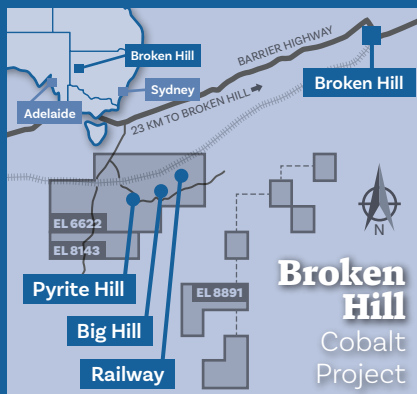 Broken Hill
Sydney
Adelaide
BARRIER HIGHWAY
23 KM TO BROKEN HILL
Broken Hill
EL 6622
EL 8143
EL 8891
N
Pyrite Hill
Big Hill
Railway
Broken
Hill
Cobalt
Project